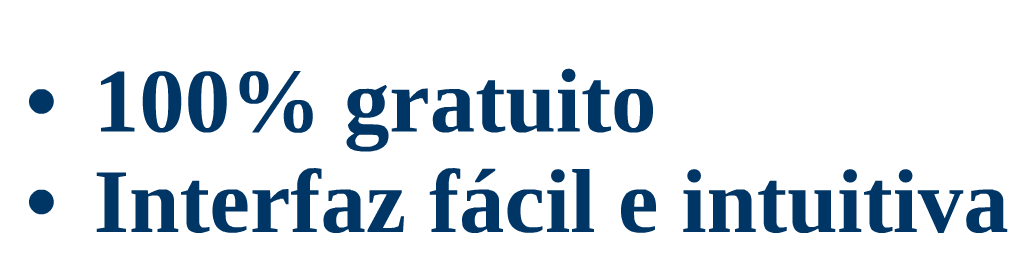 • 100% gratuito
• Interfaz fácil e intuitiva